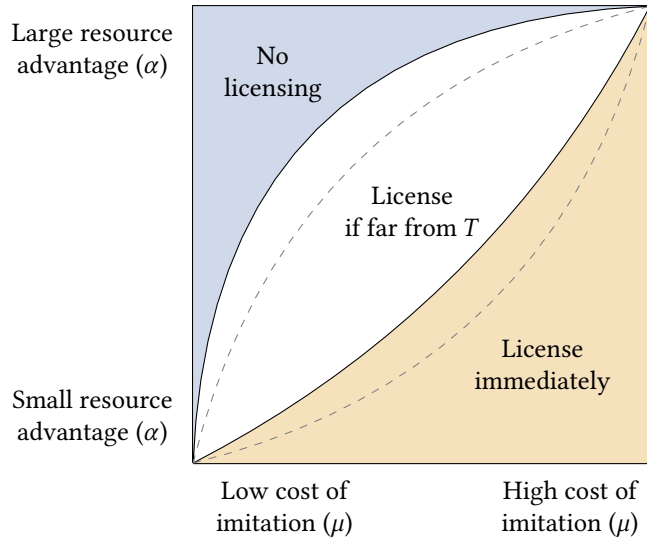 Large resource
advantage (α)
No
licensing
License
if far from T
License
immediately
Small resource
advantage (α)
Low cost of
imitation (μ)
High cost of
imitation (μ)